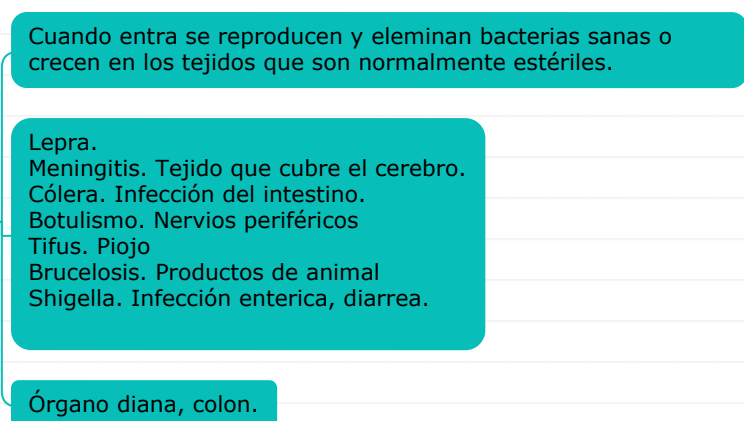 Cuando entra se reproducen y eleminan bacterias sanas o
crecen en los tejidos que son normalmente estériles.
Lepra.
Meningitis. Tejido que cubre el cerebro.
Cólera. Infección del intestino.
Botulismo. Nervios periféricos
Tifus. Piojo
Brucelosis. Productos de animal
Shigella. Infección enterica, diarrea.
Órgano diana, colon.